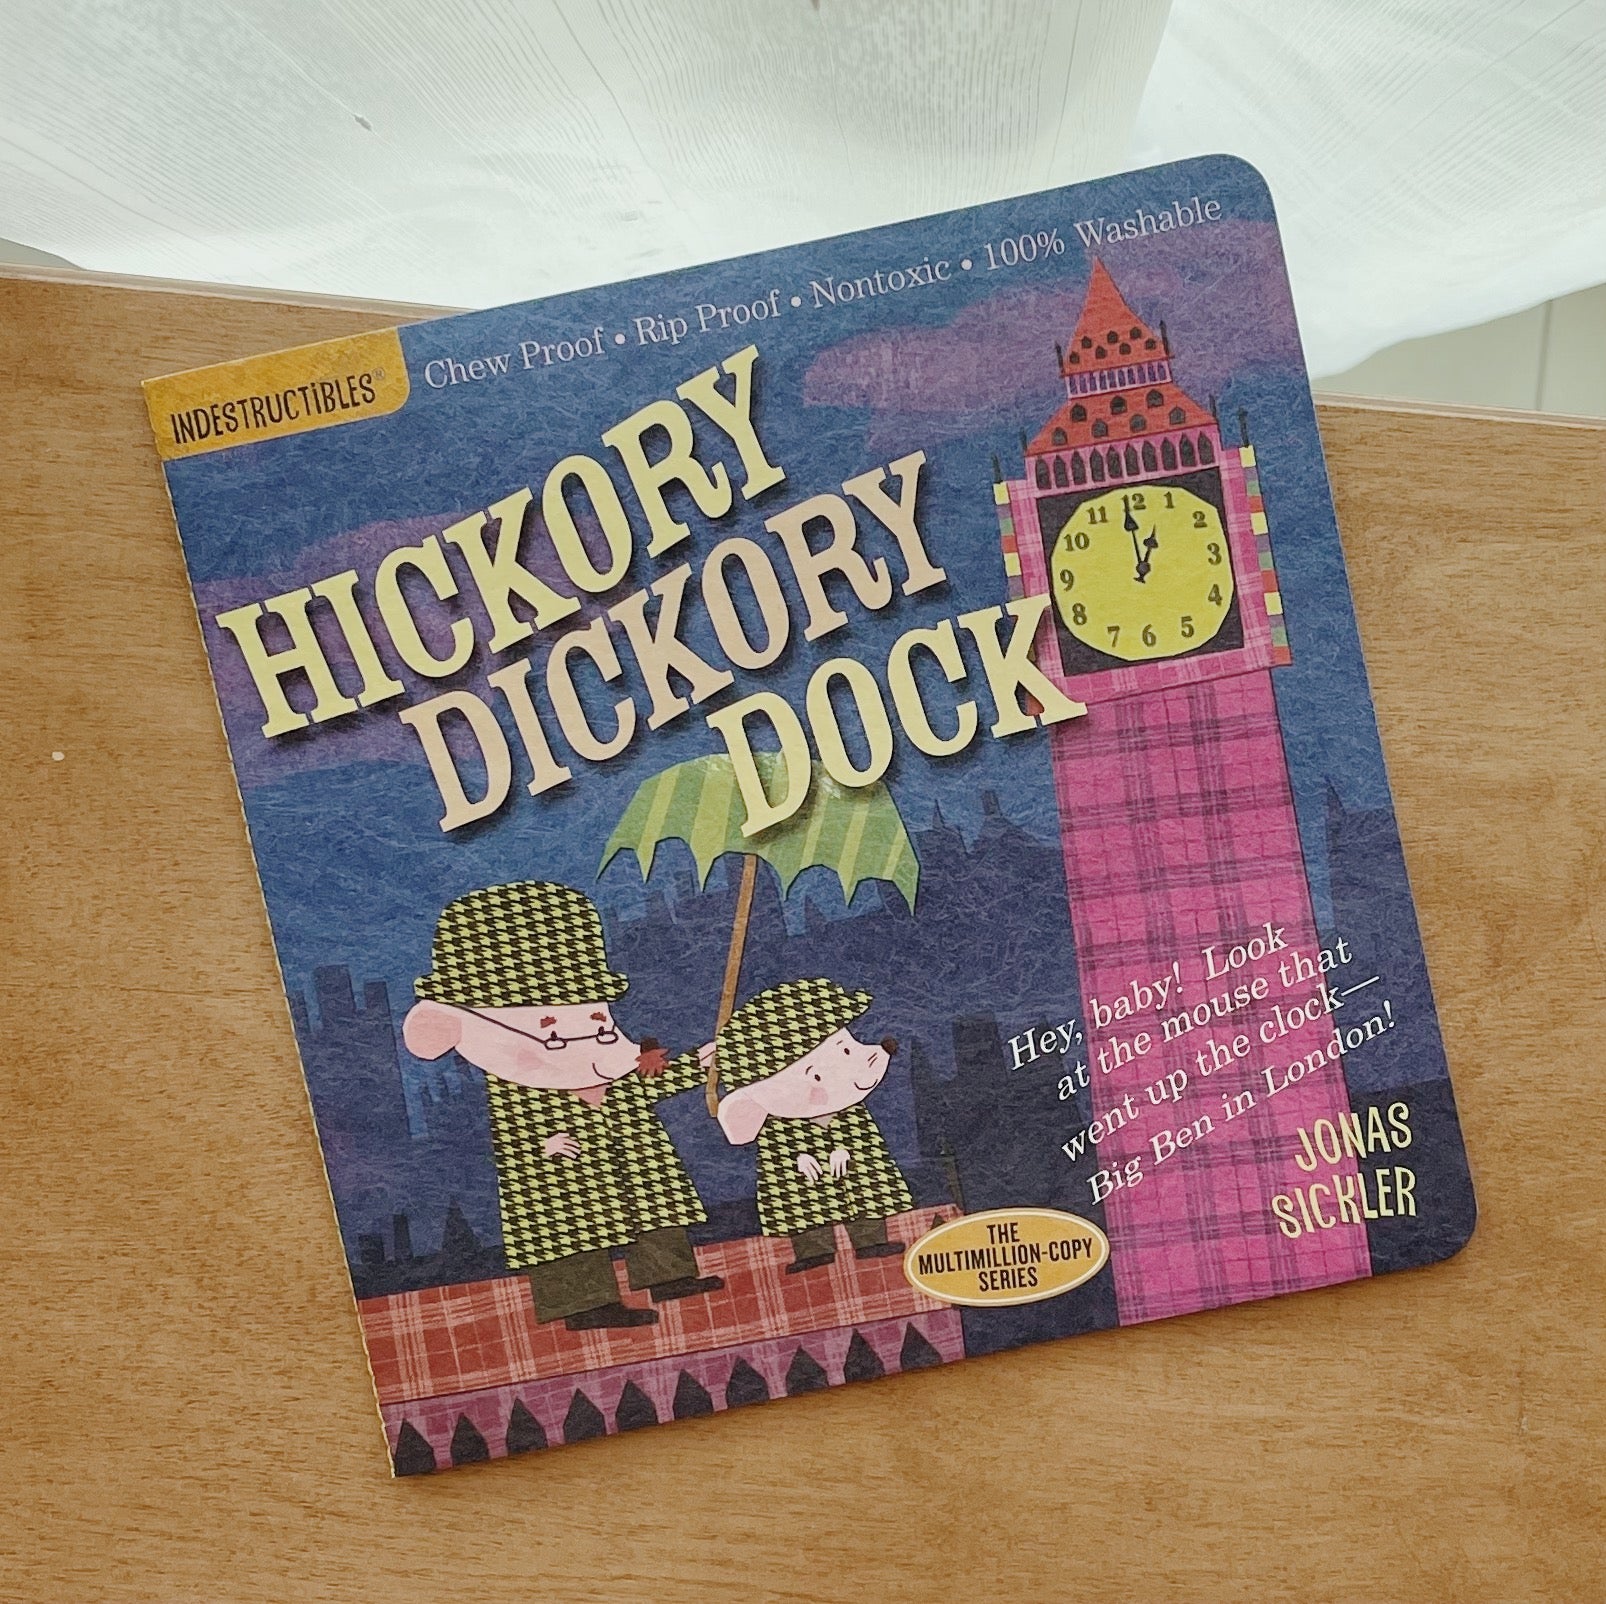 INDESTRUCTiBLES®
Chew Proof • Rip Proof • Nontoxic • 100% Washable
HICKORY
DICKORY
DOCK
12
1
2
3
4
5
6
7
8
9
10
11
Hey, baby! Look
at the mouse that
went up the clock—
Big Ben in London!
JONAS
SICKLER
THE
MULTIMILLION-COPY
SERIES